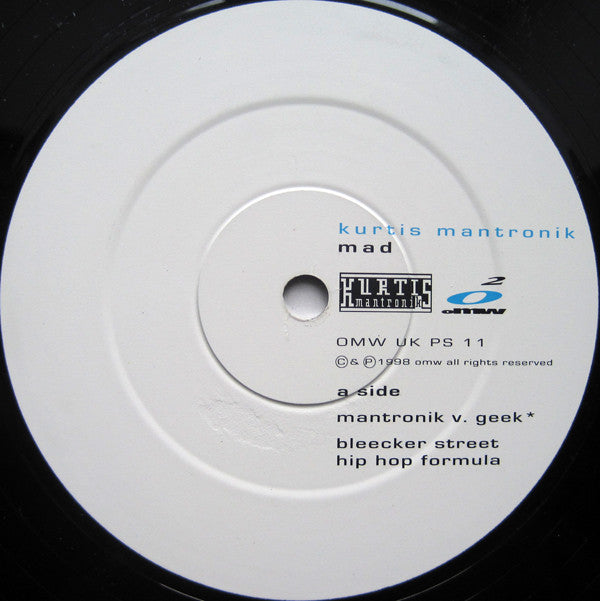 kurtis mantronik
mad
KURTIS
mantronik
O2
omw
OMW UK PS 11
© & ℗ 1998 omw all rights reserved
a side
mantronik v. geek*
bleecker street
hip hop formula